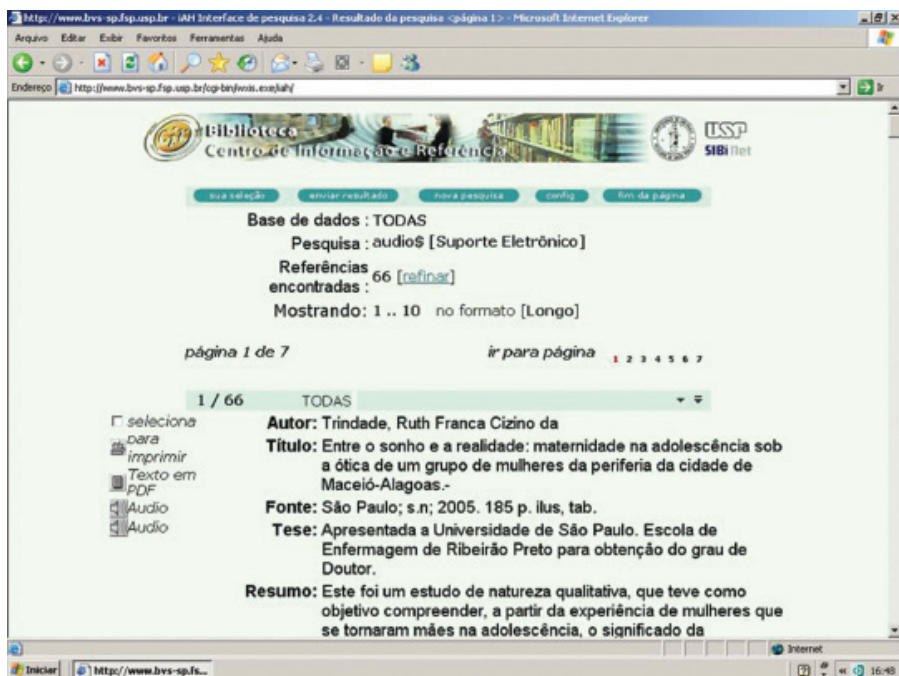 http://www.bvs-sp.fsp.usp.br - iAH Interface de pesquisa 2.4 - Resultado da pesquisa <página 1> - Microsoft Internet Explorer
Arquivo Editar Exibir Favoritos Ferramentas Ajuda
Endereço http://www.bvs-sp.fsp.usp.br/cgi-bin/wxis.exe/iah/ Ir
Biblioteca
Centro de Informação e Referência
USP
SIBiNet
sua seleção enviar resultado nova pesquisa config fim da página
Base de dados : TODAS
Pesquisa : audio$ [Suporte Eletrônico]
Referências encontradas : 66 [refinar]
Mostrando: 1 .. 10 no formato [Longo]
página 1 de 7 ir para página 1 2 3 4 5 6 7
1 / 66 TODAS
seleciona
para
imprimir
Texto em
PDF
Audio
Audio
Autor: Trindade, Ruth Franca Cizino da
Título: Entre o sonho e a realidade: maternidade na adolescência sob
a ótica de um grupo de mulheres da periferia da cidade de
Maceió-Alagoas.-
Fonte: São Paulo; s.n; 2005. 185 p. ilus, tab.
Tese: Apresentada a Universidade de São Paulo. Escola de
Enfermagem de Ribeirão Preto para obtenção do grau de
Doutor.
Resumo: Este foi um estudo de natureza qualitativa, que teve como
objetivo compreender, a partir da experiência de mulheres que
se tornaram mães na adolescência, o significado da
Internet
Iniciar http://www.bvs-sp.fs... 16:48